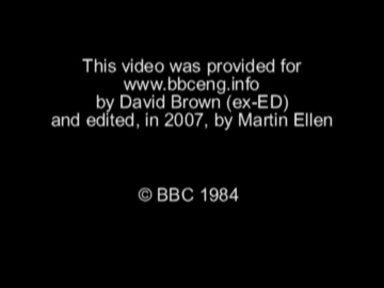 This video was provided for
www.bbceng.info
by David Brown (ex-ED)
and edited, in 2007, by Martin Ellen
© BBC 1984